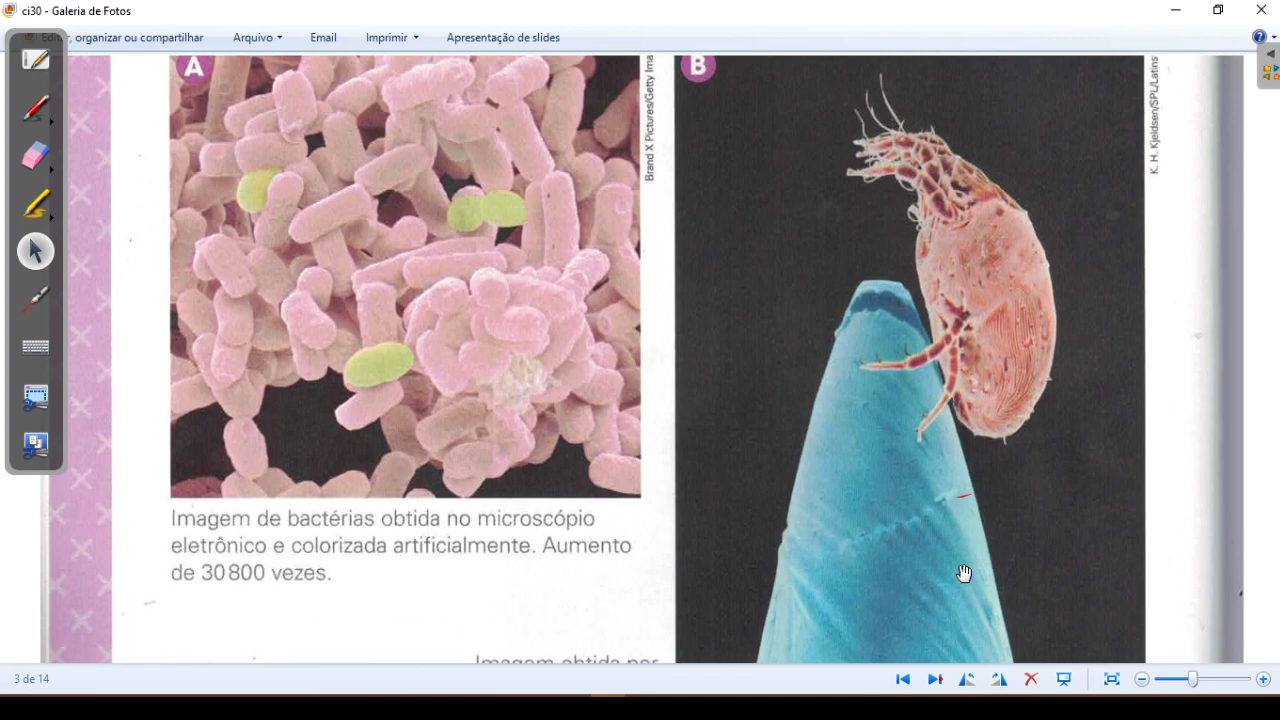 ci30 - Galeria de Fotos
Editar, organizar ou compartilhar Arquivo Email Imprimir Apresentação de slides
A
B
Brand X Pictures/Getty Ima
K. H. Kjeldsen/SPL/Latins
Imagem de bactérias obtida no microscópio
eletrônico e colorizada artificialmente. Aumento
de 30 800 vezes.
Imagem obtida por
3 de 14